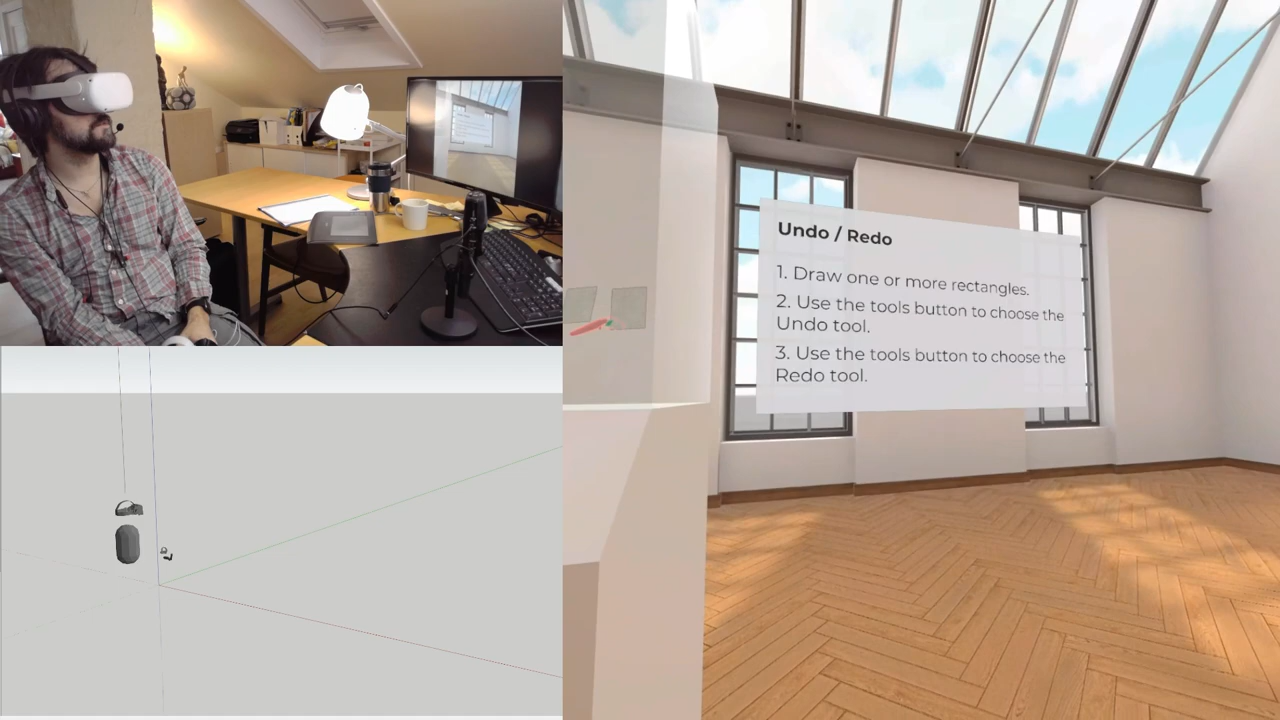 Undo / Redo
1. Draw one or more rectangles.
2. Use the tools button to choose the
Undo tool.
3. Use the tools button to choose the
Redo tool.